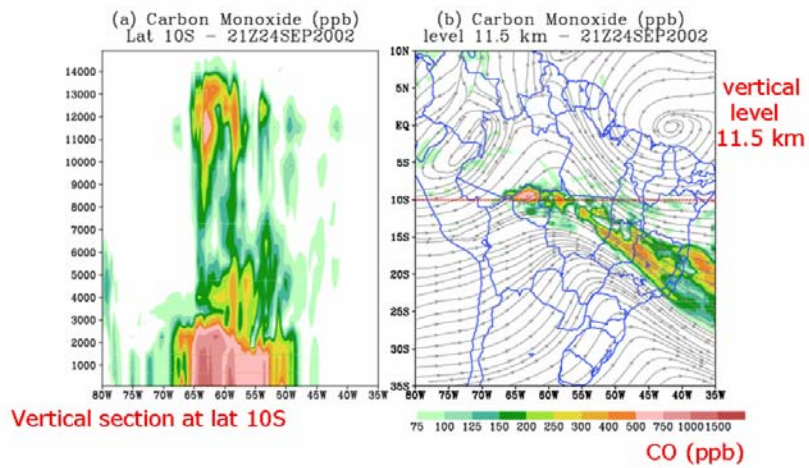 (a) Carbon Monoxide (ppb)
Lat 10S – 21Z24SEP2002
14000
13000
12000
11000
10000
9000
8000
7000
6000
5000
4000
3000
2000
1000
80W 75W 70W 65W 60W 55W 50W 45W 40W 35W
Vertical section at lat 10S
(b) Carbon Monoxide (ppb)
level 11.5 km – 21Z24SEP2002
10N
5N
EQ
5S
10S
15S
20S
25S
30S
35S
80W 75W 70W 65W 60W 55W 50W 45W 40W 35W
vertical
level
11.5 km
75 100 125 150 200 250 300 400 500 750 1000 1500
CO (ppb)